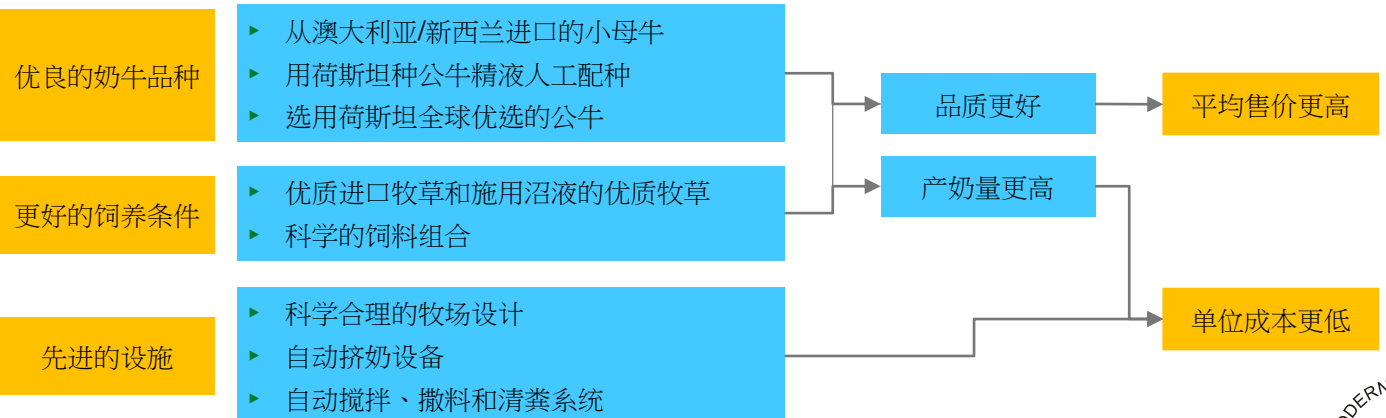 优良的奶牛品种
从澳大利亚/新西兰进口的小母牛
用荷斯坦种公牛精液人工配种
选用荷斯坦全球优选的公牛
品质更好
平均售价更高
更好的饲养条件
优质进口牧草和施用沼液的优质牧草
科学的饲料组合
产奶量更高
先进的设施
科学合理的牧场设计
自动挤奶设备
自动搅拌、撒料和清粪系统
单位成本更低